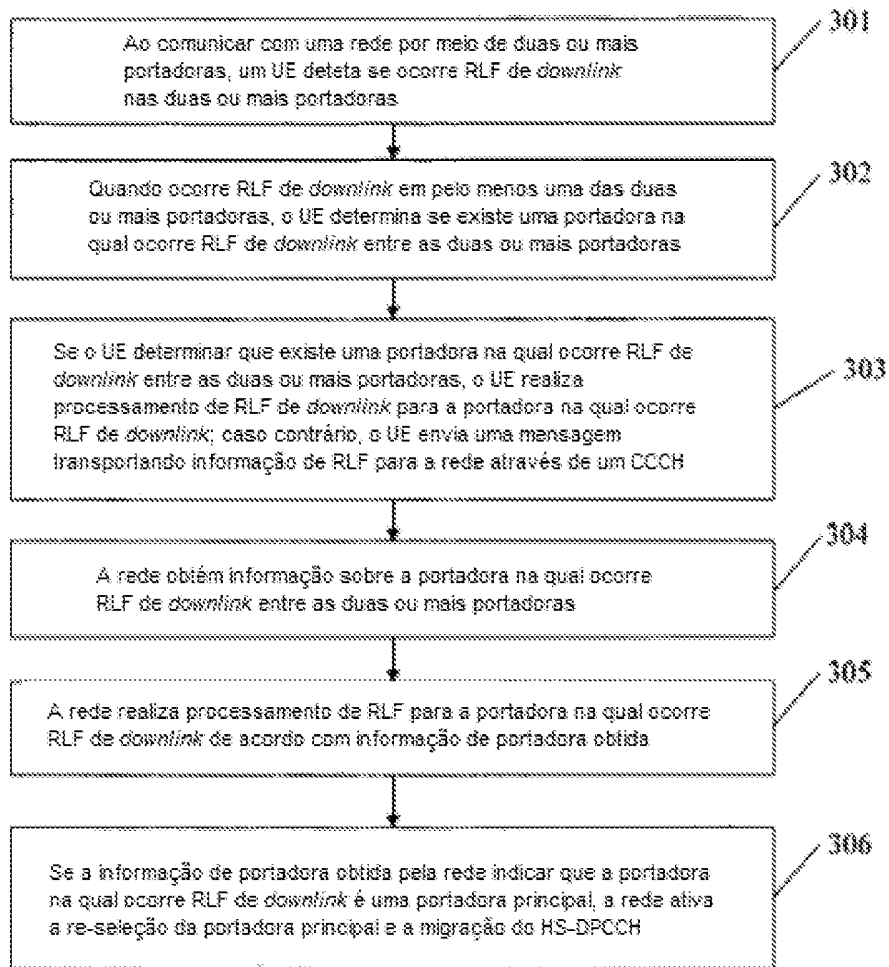 301
Ao comunicar com uma rede por meio de duas ou mais
portadoras, um UE deteta se ocorre RLF de downlink
nas duas ou mais portadoras
302
Quando ocorre RLF de downlink em pelo menos uma das duas
ou mais portadoras, o UE determina se existe uma portadora na
qual ocorre RLF de downlink entre as duas ou mais portadoras
303
Se o UE determinar que existe uma portadora na qual ocorre RLF de
downlink entre as duas ou mais portadoras, o UE realiza
processamento de RLF de downlink para a portadora na qual ocorre
RLF de downlink; caso contrário, o UE envia uma mensagem
transportando informação de RLF para a rede através de um CCCH
304
A rede obtém informação sobre a portadora na qual ocorre
RLF de downlink entre as duas ou mais portadoras
305
A rede realiza processamento de RLF para a portadora na qual ocorre
RLF de downlink de acordo com informação de portadora obtida
306
Se a informação de portadora obtida pela rede indicar que a portadora
na qual ocorre RLF de downlink é uma portadora principal, a rede ativa
a re-seleção da portadora principal e a migração do HS-DPCCH